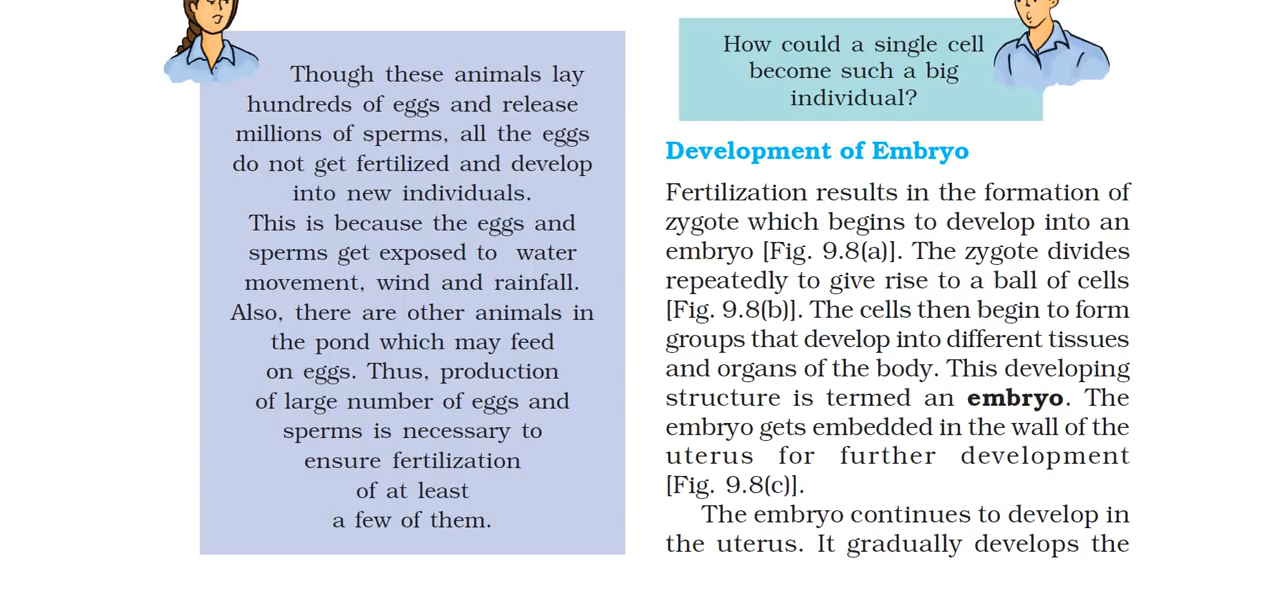 Though these animals lay
hundreds of eggs and release
millions of sperms, all the eggs
do not get fertilized and develop
into new individuals.
This is because the eggs and
sperms get exposed to water
movement, wind and rainfall.
Also, there are other animals in
the pond which may feed
on eggs. Thus, production
of large number of eggs and
sperms is necessary to
ensure fertilization
of at least
a few of them.
How could a single cell
become such a big
individual?
Development of Embryo
Fertilization results in the formation of
zygote which begins to develop into an
embryo [Fig. 9.8(a)]. The zygote divides
repeatedly to give rise to a ball of cells
[Fig. 9.8(b)]. The cells then begin to form
groups that develop into different tissues
and organs of the body. This developing
structure is termed an embryo. The
embryo gets embedded in the wall of the
uterus for further development
[Fig. 9.8(c)].
The embryo continues to develop in
the uterus. It gradually develops the